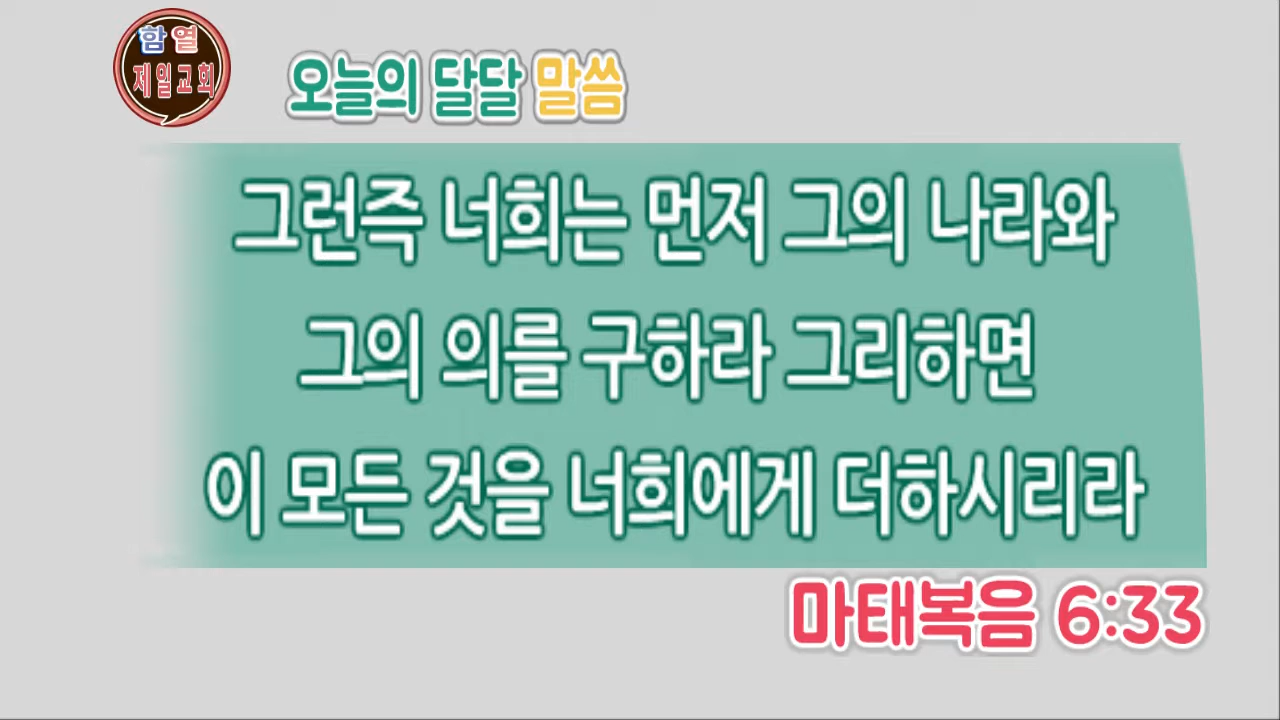 함열
제일교회
오늘의 달달 말씀
그런즉 너희는 먼저 그의 나라와
그의 의를 구하라 그리하면
이 모든 것을 너희에게 더하시리라
마태복음 6:33